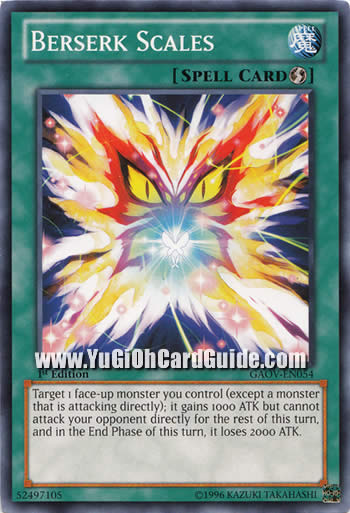 BERSERK SCALES
魔
[SPELL CARD]
www.YuGiOhCardGuide.com
1st Edition
GAOV-EN054
Target 1 face-up monster you control (except a monster
that is attacking directly); it gains 1000 ATK but cannot
attack your opponent directly for the rest of this turn,
and in the End Phase of this turn, it loses 2000 ATK.
52497105
©1996 KAZUKI TAKAHASHI